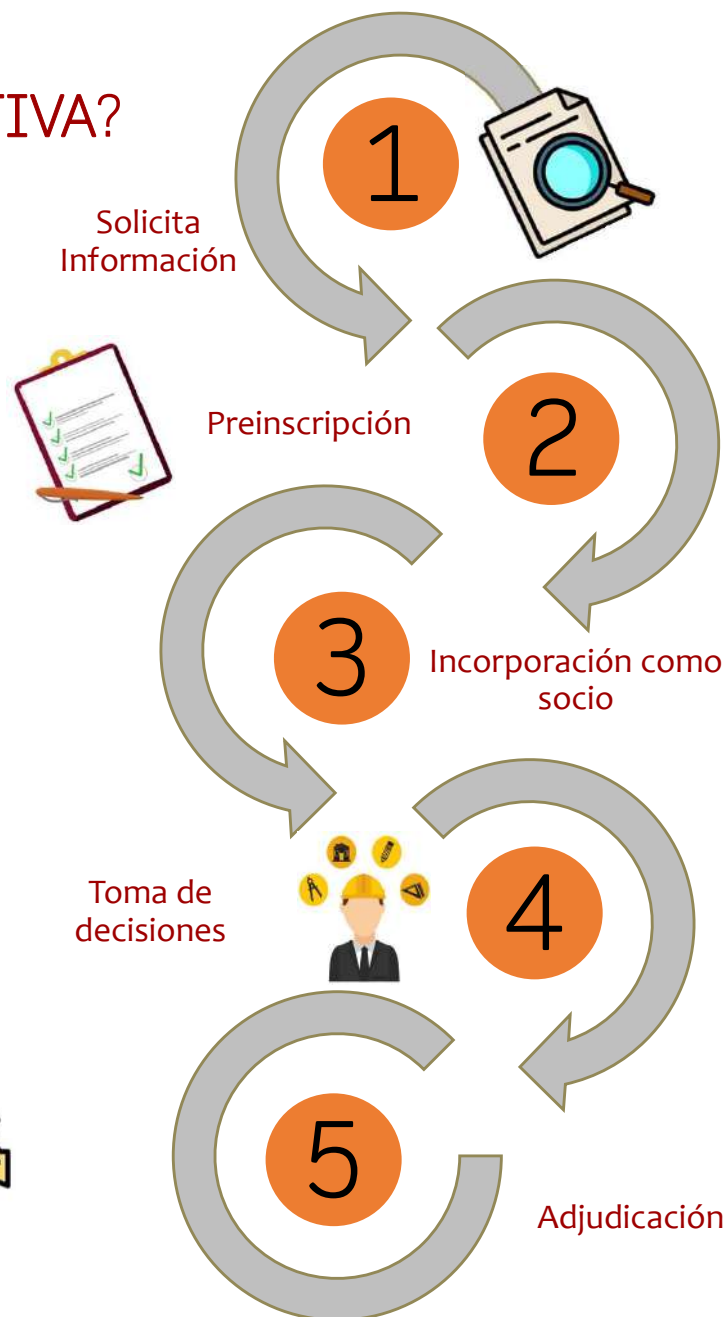 TIVA?
1
Solicita
Información
Preinscripción
2
3
Incorporación como
socio
Toma de
decisiones
4
5
Adjudicación